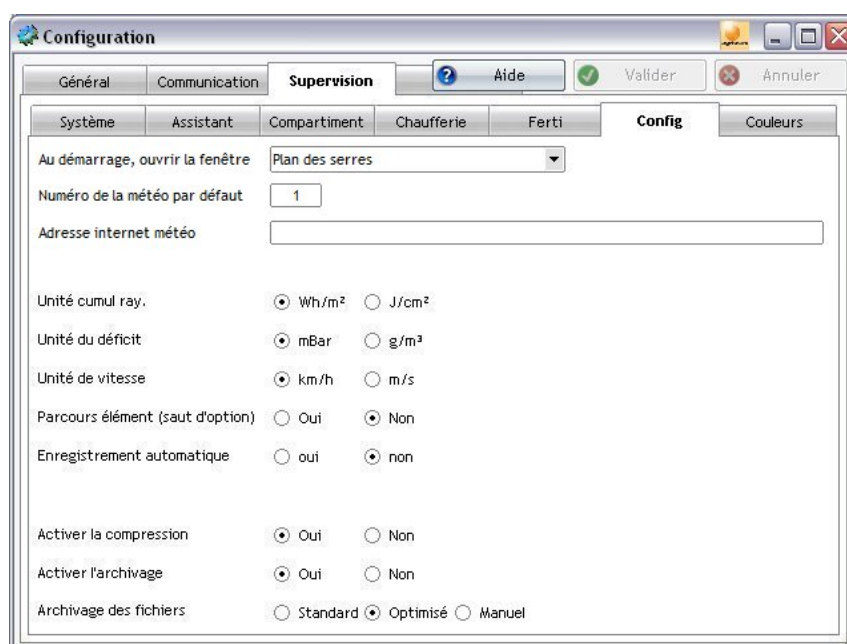 Configuration
Général Communication Supervision Aide Valider Annuler
Système Assistant Compartiment Chaufferie Ferti Config Couleurs
Au démarrage, ouvrir la fenêtre Plan des serres
Numéro de la météo par défaut 1
Adresse internet météo
Unité cumul ray. Wh/m² J/cm²
Unité du déficit mBar g/m³
Unité de vitesse km/h m/s
Parcours élément (saut d'option) Oui Non
Enregistrement automatique oui non
Activer la compression Oui Non
Activer l'archivage Oui Non
Archivage des fichiers Standard Optimisé Manuel